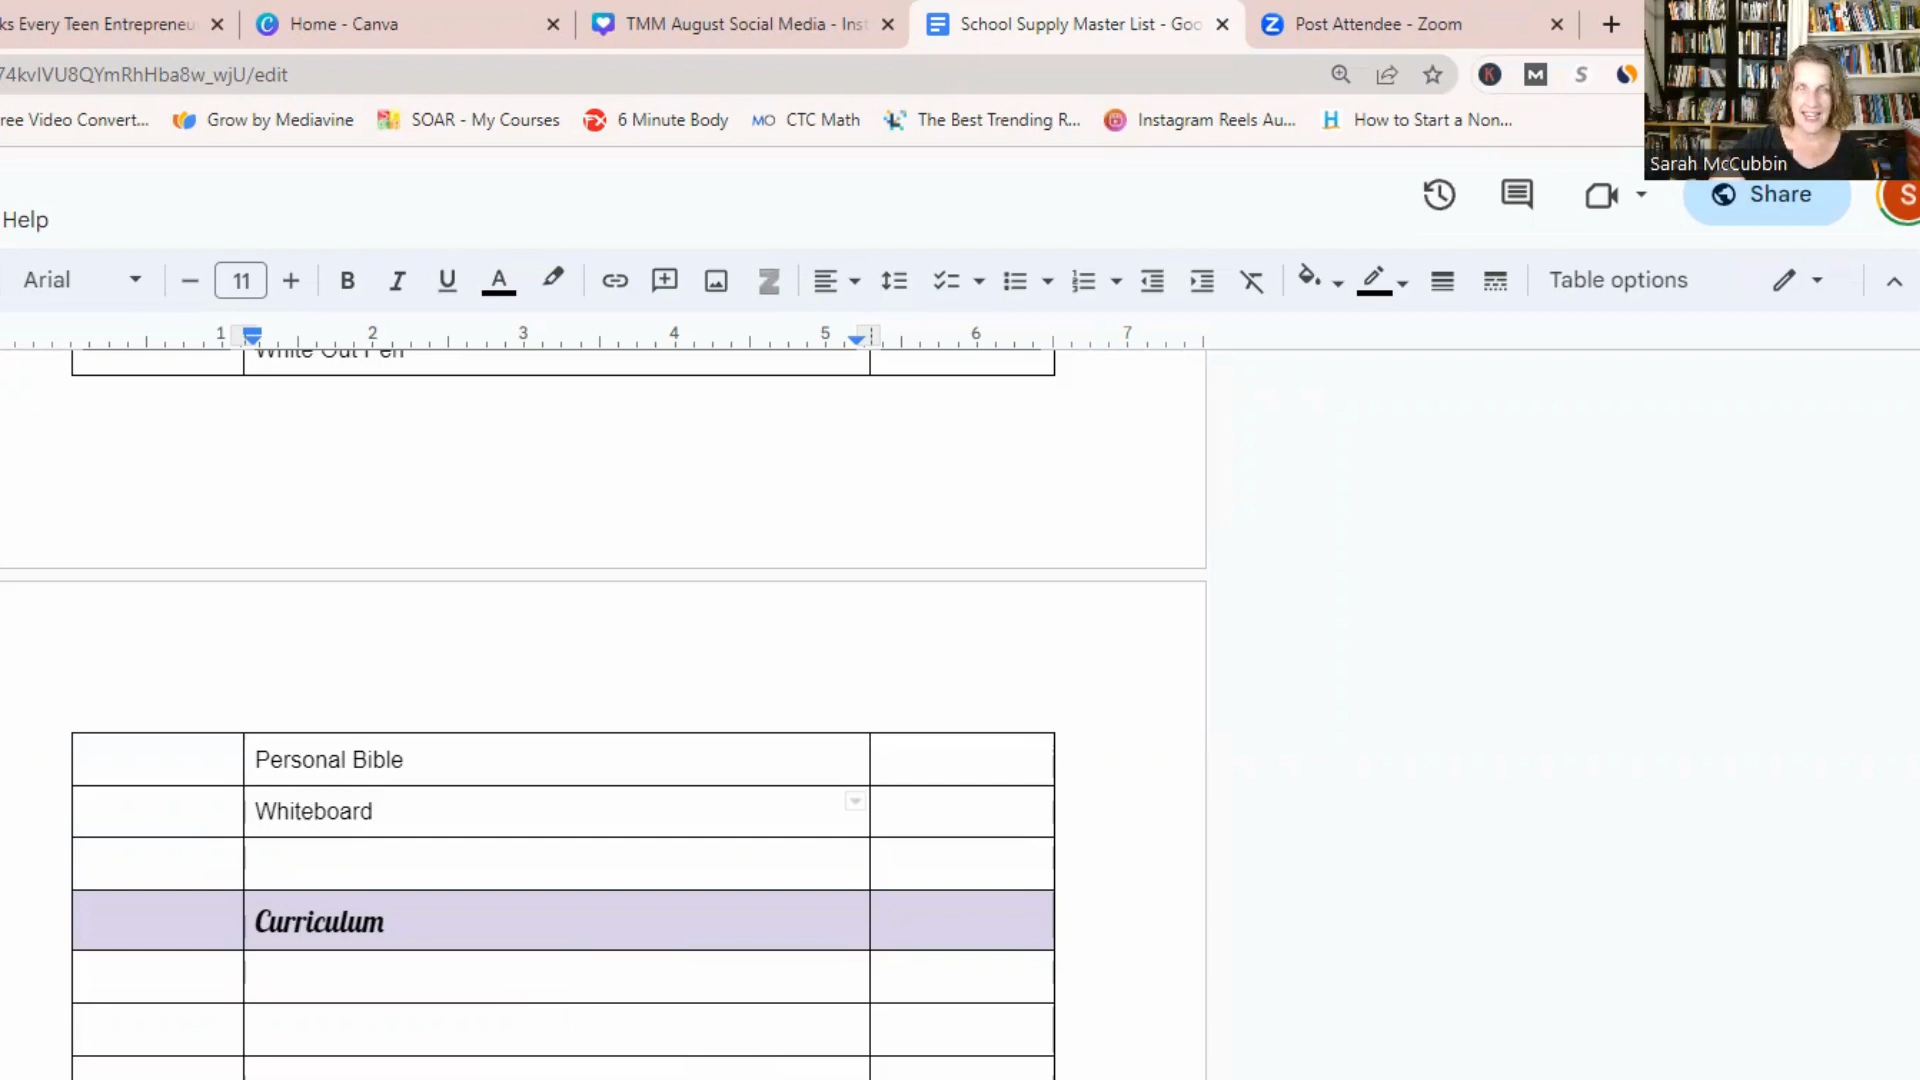 ks Every Teen Entrepreneu
Home - Canva
TMM August Social Media - Inst
School Supply Master List - Goo
Post Attendee - Zoom
74kvIVU8QYmRhHba8w_wjU/edit
ree Video Convert...
Grow by Mediavine
SOAR - My Courses
6 Minute Body
MO CTC Math
The Best Trending R...
Instagram Reels Au...
H How to Start a Non...
Sarah McCubbin
Help
Share
S
Arial
11
Table options
1 2 3 4 5 6 7
White Out Pen
Personal Bible
Whiteboard
Curriculum